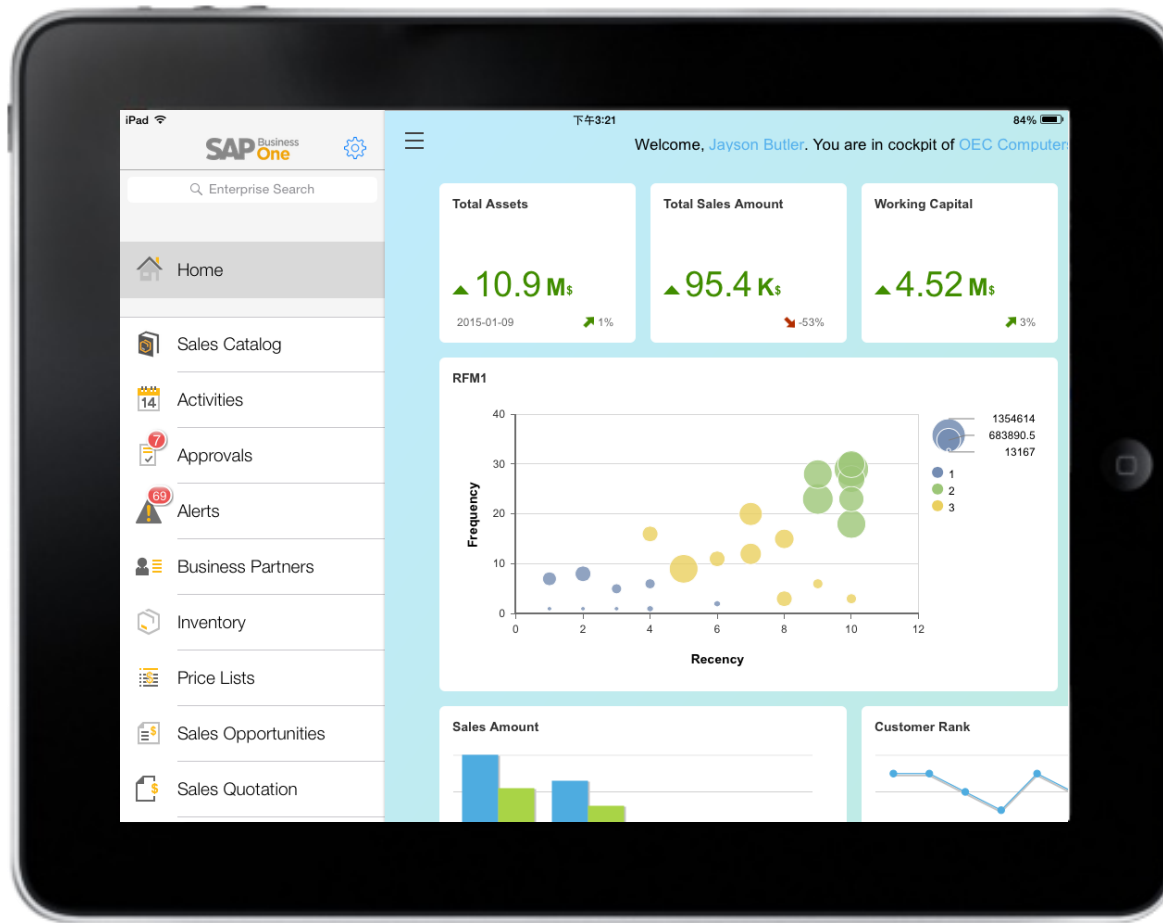 iPad
下午3:21
84%
SAP Business One
Welcome, Jayson Butler. You are in cockpit of OEC Computers
Enterprise Search
Home
Sales Catalog
14
Activities
7
Approvals
69
Alerts
Business Partners
Inventory
Price Lists
Sales Opportunities
Sales Quotation
Total Assets
10.9 M$
2015-01-09
1%
Total Sales Amount
95.4 K$
-53%
Working Capital
4.52 M$
3%
RFM1
Frequency
40
30
20
10
0
0 2 4 6 8 10 12
Recency
1354614
683890.5
13167
1
2
3
Sales Amount
Customer Rank